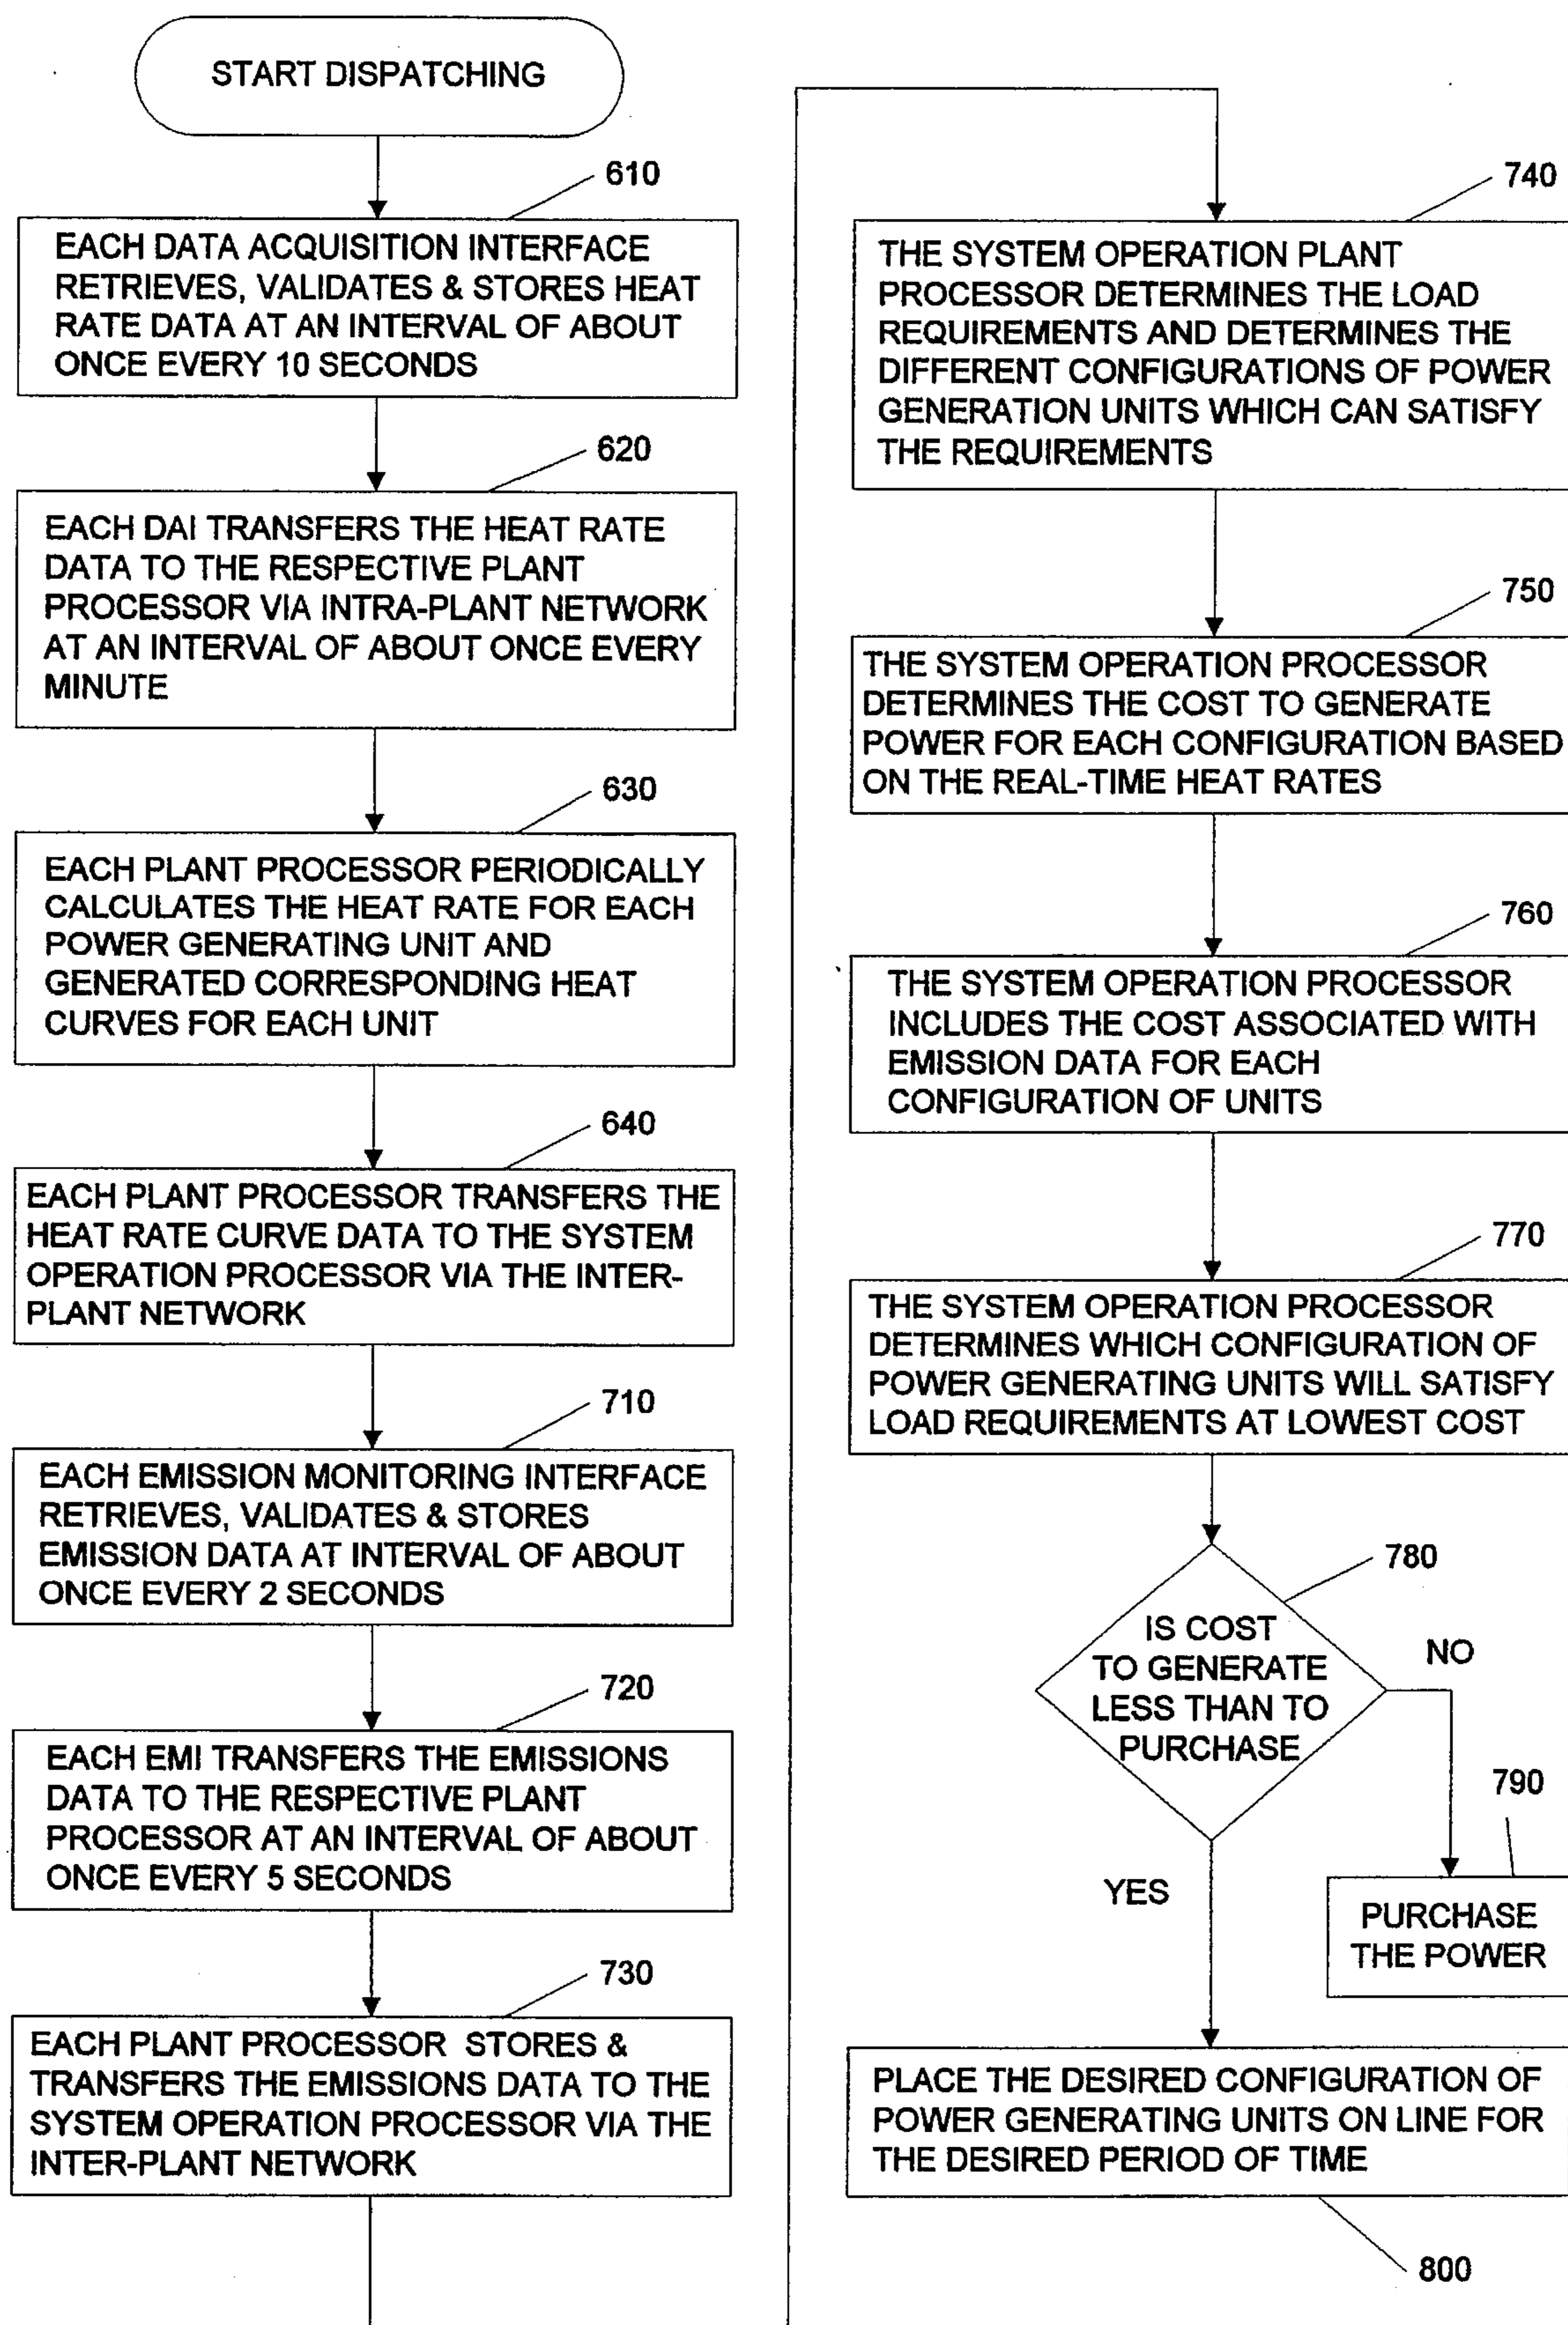 START DISPATCHING
610
EACH DATA ACQUISITION INTERFACE
RETRIEVES, VALIDATES & STORES HEAT
RATE DATA AT AN INTERVAL OF ABOUT
ONCE EVERY 10 SECONDS
620
EACH DAI TRANSFERS THE HEAT RATE
DATA TO THE RESPECTIVE PLANT
PROCESSOR VIA INTRA-PLANT NETWORK
AT AN INTERVAL OF ABOUT ONCE EVERY
MINUTE
630
EACH PLANT PROCESSOR PERIODICALLY
CALCULATES THE HEAT RATE FOR EACH
POWER GENERATING UNIT AND
GENERATED CORRESPONDING HEAT
CURVES FOR EACH UNIT
640
EACH PLANT PROCESSOR TRANSFERS THE
HEAT RATE CURVE DATA TO THE SYSTEM
OPERATION PROCESSOR VIA THE INTER-
PLANT NETWORK
710
EACH EMISSION MONITORING INTERFACE
RETRIEVES, VALIDATES & STORES
EMISSION DATA AT INTERVAL OF ABOUT
ONCE EVERY 2 SECONDS
720
EACH EMI TRANSFERS THE EMISSIONS
DATA TO THE RESPECTIVE PLANT
PROCESSOR AT AN INTERVAL OF ABOUT
ONCE EVERY 5 SECONDS
730
EACH PLANT PROCESSOR STORES &
TRANSFERS THE EMISSIONS DATA TO THE
SYSTEM OPERATION PROCESSOR VIA THE
INTER-PLANT NETWORK
740
THE SYSTEM OPERATION PLANT
PROCESSOR DETERMINES THE LOAD
REQUIREMENTS AND DETERMINES THE
DIFFERENT CONFIGURATIONS OF POWER
GENERATION UNITS WHICH CAN SATISFY
THE REQUIREMENTS
750
THE SYSTEM OPERATION PROCESSOR
DETERMINES THE COST TO GENERATE
POWER FOR EACH CONFIGURATION BASED
ON THE REAL-TIME HEAT RATES
760
THE SYSTEM OPERATION PROCESSOR
INCLUDES THE COST ASSOCIATED WITH
EMISSION DATA FOR EACH
CONFIGURATION OF UNITS
770
THE SYSTEM OPERATION PROCESSOR
DETERMINES WHICH CONFIGURATION OF
POWER GENERATING UNITS WILL SATISFY
LOAD REQUIREMENTS AT LOWEST COST
780
IS COST
TO GENERATE
LESS THAN TO
PURCHASE
NO
790
PURCHASE
THE POWER
YES
PLACE THE DESIRED CONFIGURATION OF
POWER GENERATING UNITS ON LINE FOR
THE DESIRED PERIOD OF TIME
800